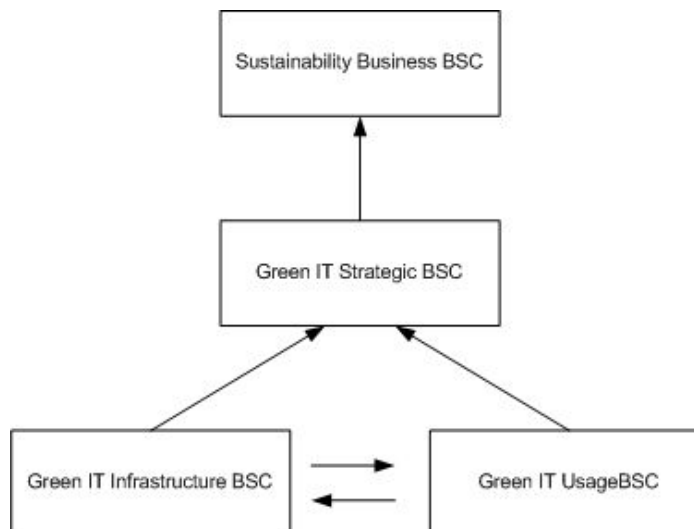 Sustainability Business BSC
Green IT Strategic BSC
Green IT Infrastructure BSC
Green IT UsageBSC